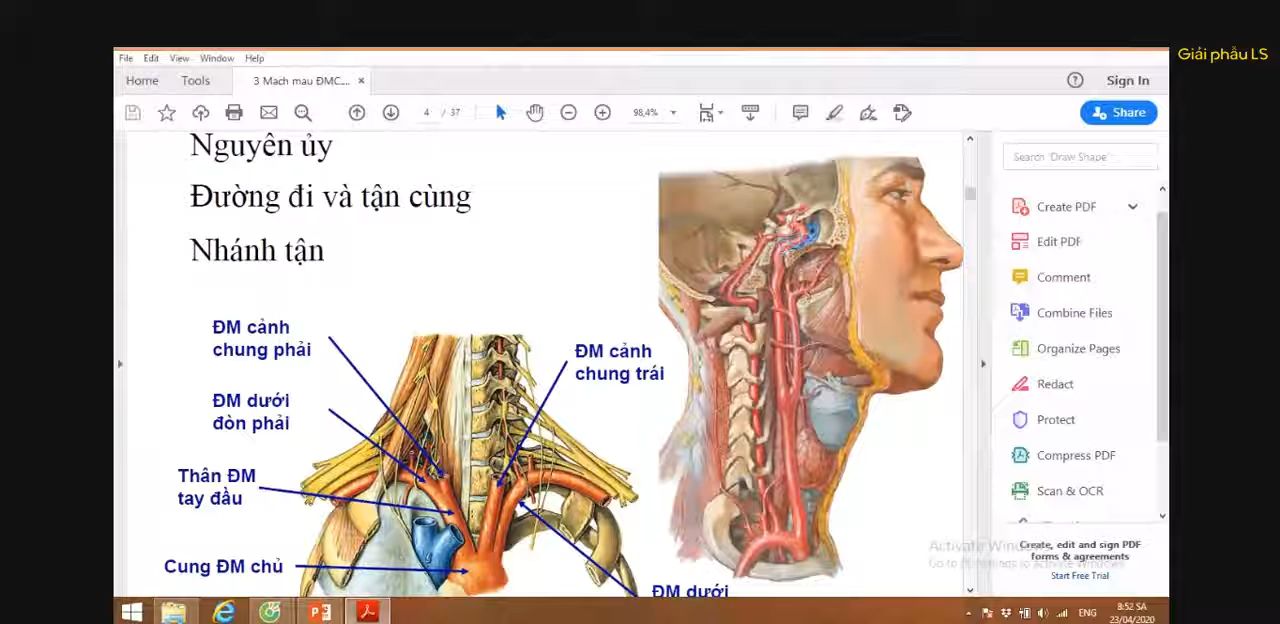 Giải phẫu LS
File Edit View Window Help
Home Tools 3 Mach mau ĐMC... ×
? Sign In
4 / 37 98,4% Share
Nguyên ủy
Đường đi và tận cùng
Nhánh tận
ĐM cảnh
chung phải
ĐM dưới
đòn phải
Thân ĐM
tay đầu
Cung ĐM chủ
ĐM cảnh
chung trái
ĐM dưới
Search 'Draw Shape'
Create PDF
Edit PDF
Comment
Combine Files
Organize Pages
Redact
Protect
Compress PDF
Scan & OCR
Create, edit and sign PDF
forms & agreements
Start Free Trial
Activate Windows
ENG
8:52 SA
23/04/2020